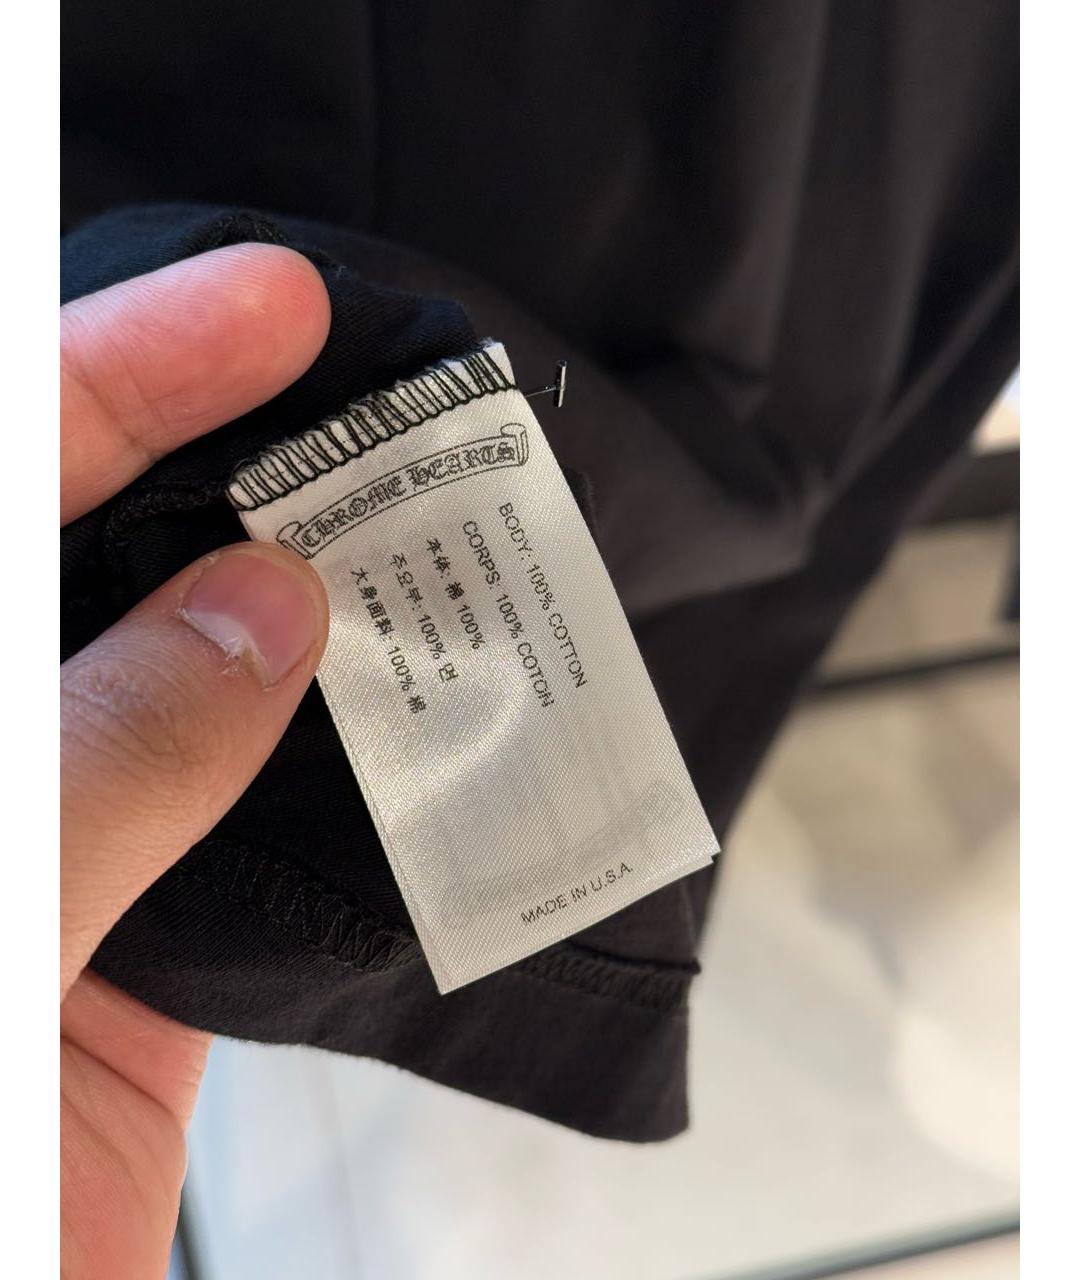 CHROME HEARTS
BODY: 100% COTTON
CORPS: 100% COTON
本体: 棉 100%
주요부: 100% 면
大身面料: 100% 棉
MADE IN U.S.A.